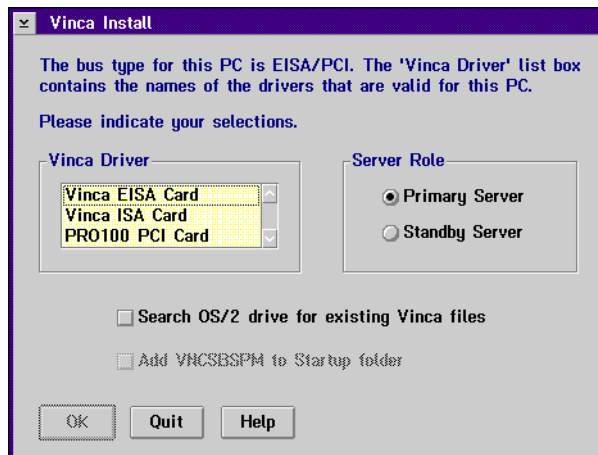 Vinca Install
The bus type for this PC is EISA/PCI. The 'Vinca Driver' list box
contains the names of the drivers that are valid for this PC.
Please indicate your selections.
Vinca Driver
Vinca EISA Card
Vinca ISA Card
PRO100 PCI Card
Server Role
Primary Server
Standby Server
Search OS/2 drive for existing Vinca files
Add VNCSBSPM to Startup folder
OK
Quit
Help